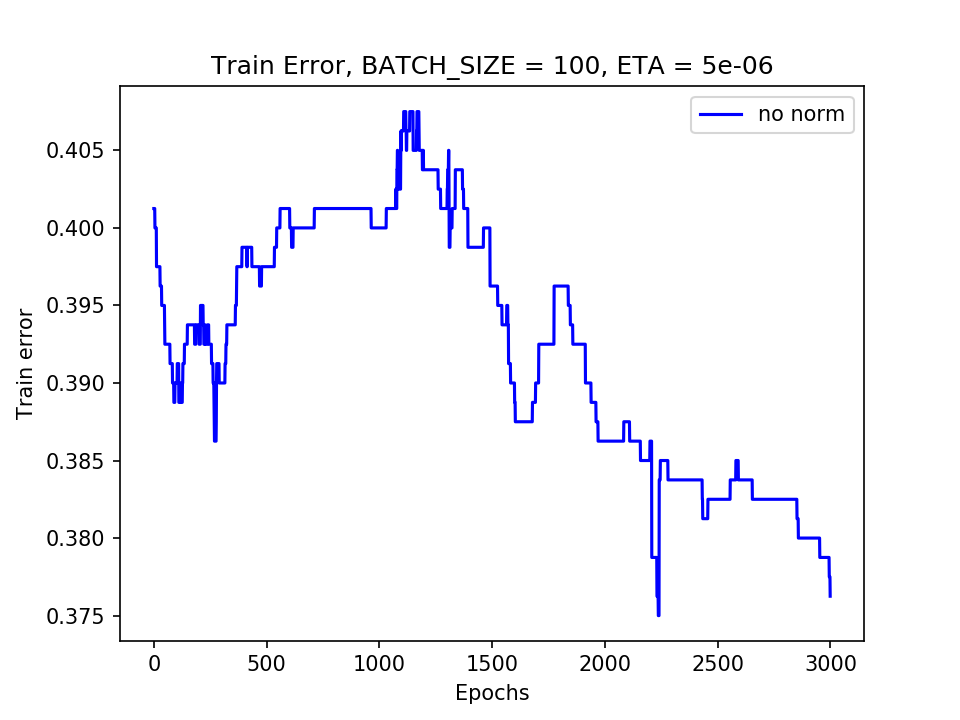 Train Error, BATCH_SIZE = 100, ETA = 5e-06
no norm
0.405
0.400
0.395
0.390
0.385
0.380
0.375
Train error
0 500 1000 1500 2000 2500 3000
Epochs